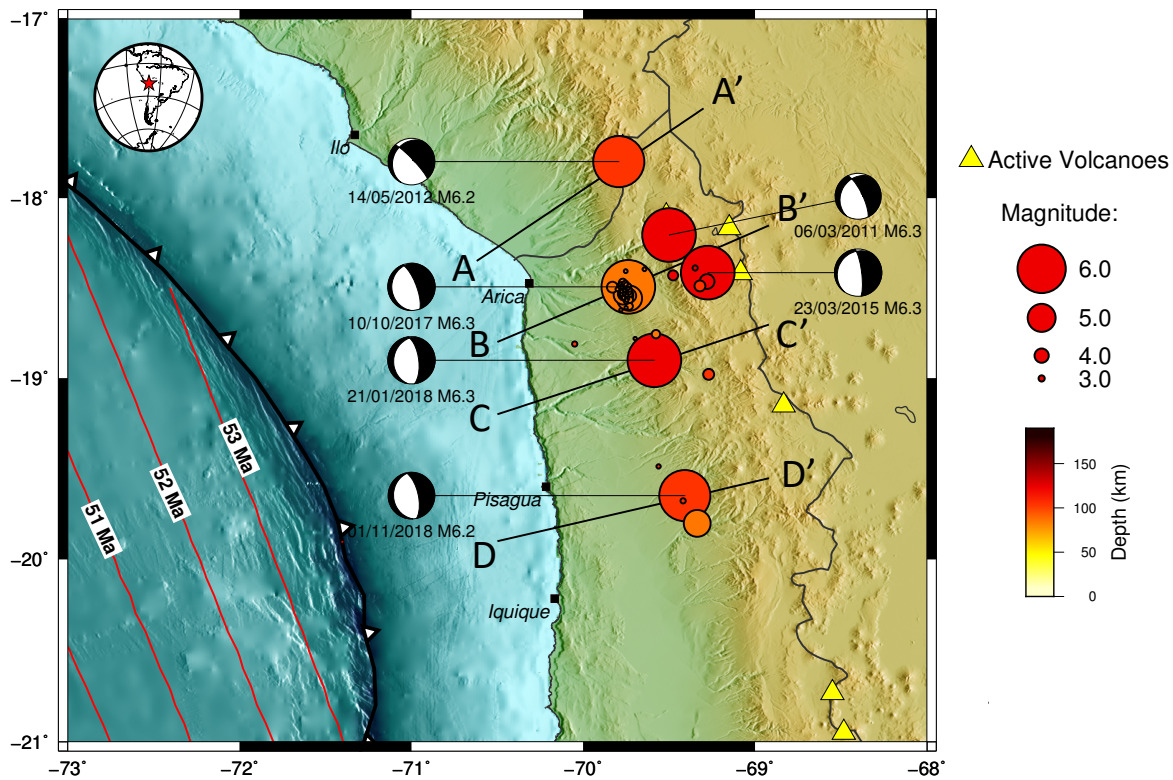 −17°
−18°
−19°
−20°
−21°
−73°
−72°
−71°
−70°
−69°
−68°
Ilo
Arica
Pisagua
Iquique
14/05/2012 M6.2
06/03/2011 M6.3
10/10/2017 M6.3
23/03/2015 M6.3
21/01/2018 M6.3
01/11/2018 M6.2
A
A’
B
B’
C
C’
D
D’
51 Ma
52 Ma
53 Ma
Active Volcanoes
Magnitude:
6.0
5.0
4.0
3.0
150
100
50
0
Depth (km)